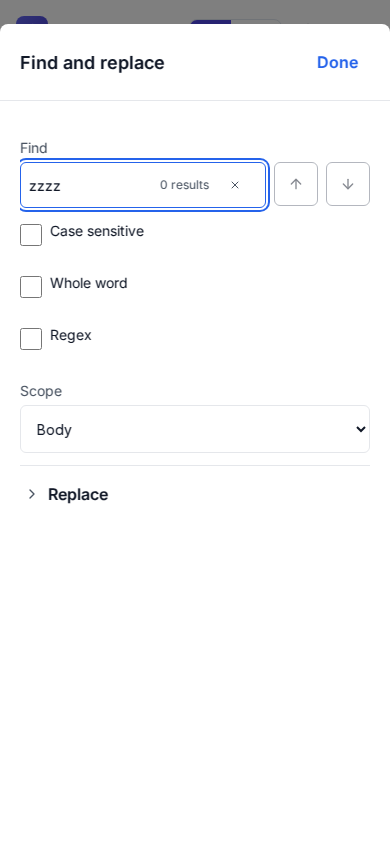 Find and replace
Done
Find
zzzz
0 results
Case sensitive
Whole word
Regex
Scope
Body
Replace